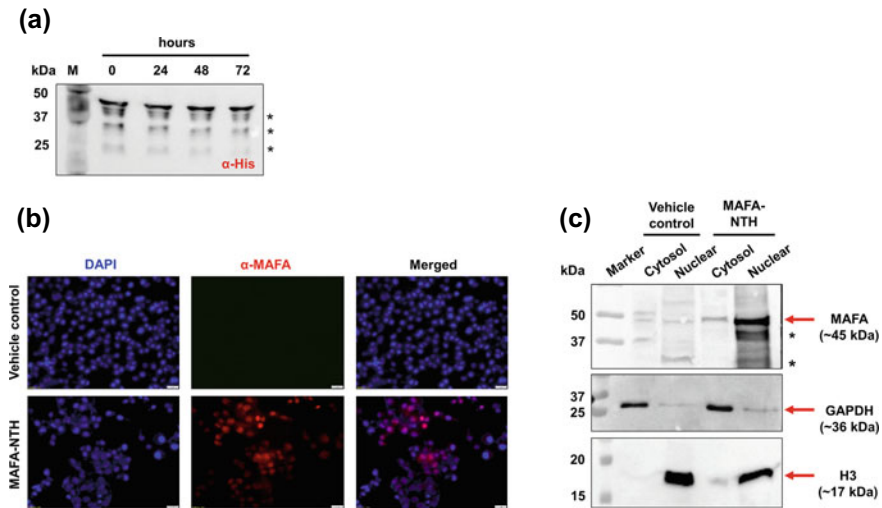 (a)
hours
kDa M 0 24 48 72
50
37
25
*
*
*
α-His
(b)
DAPI α-MAFA Merged
Vehicle control
MAFA-NTH
(c)
Vehicle control
MAFA-NTH
kDa Marker Cytosol Nuclear Cytosol Nuclear
50
37
MAFA
(~45 kDa)
*
*
37
25
GAPDH
(~36 kDa)
20
15
H3
(~17 kDa)